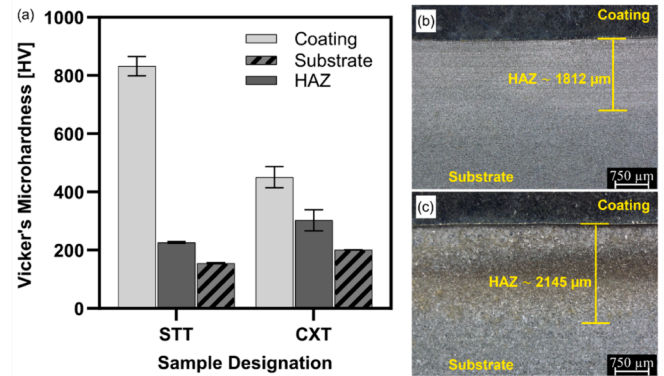 (a)
1000
800
600
400
200
0
Vicker's Microhardness [HV]
Coating
Substrate
HAZ
STT
CXT
Sample Designation
(b)
Coating
HAZ ~ 1812 µm
Substrate
750 µm
(c)
Coating
HAZ ~ 2145 µm
Substrate
750 µm